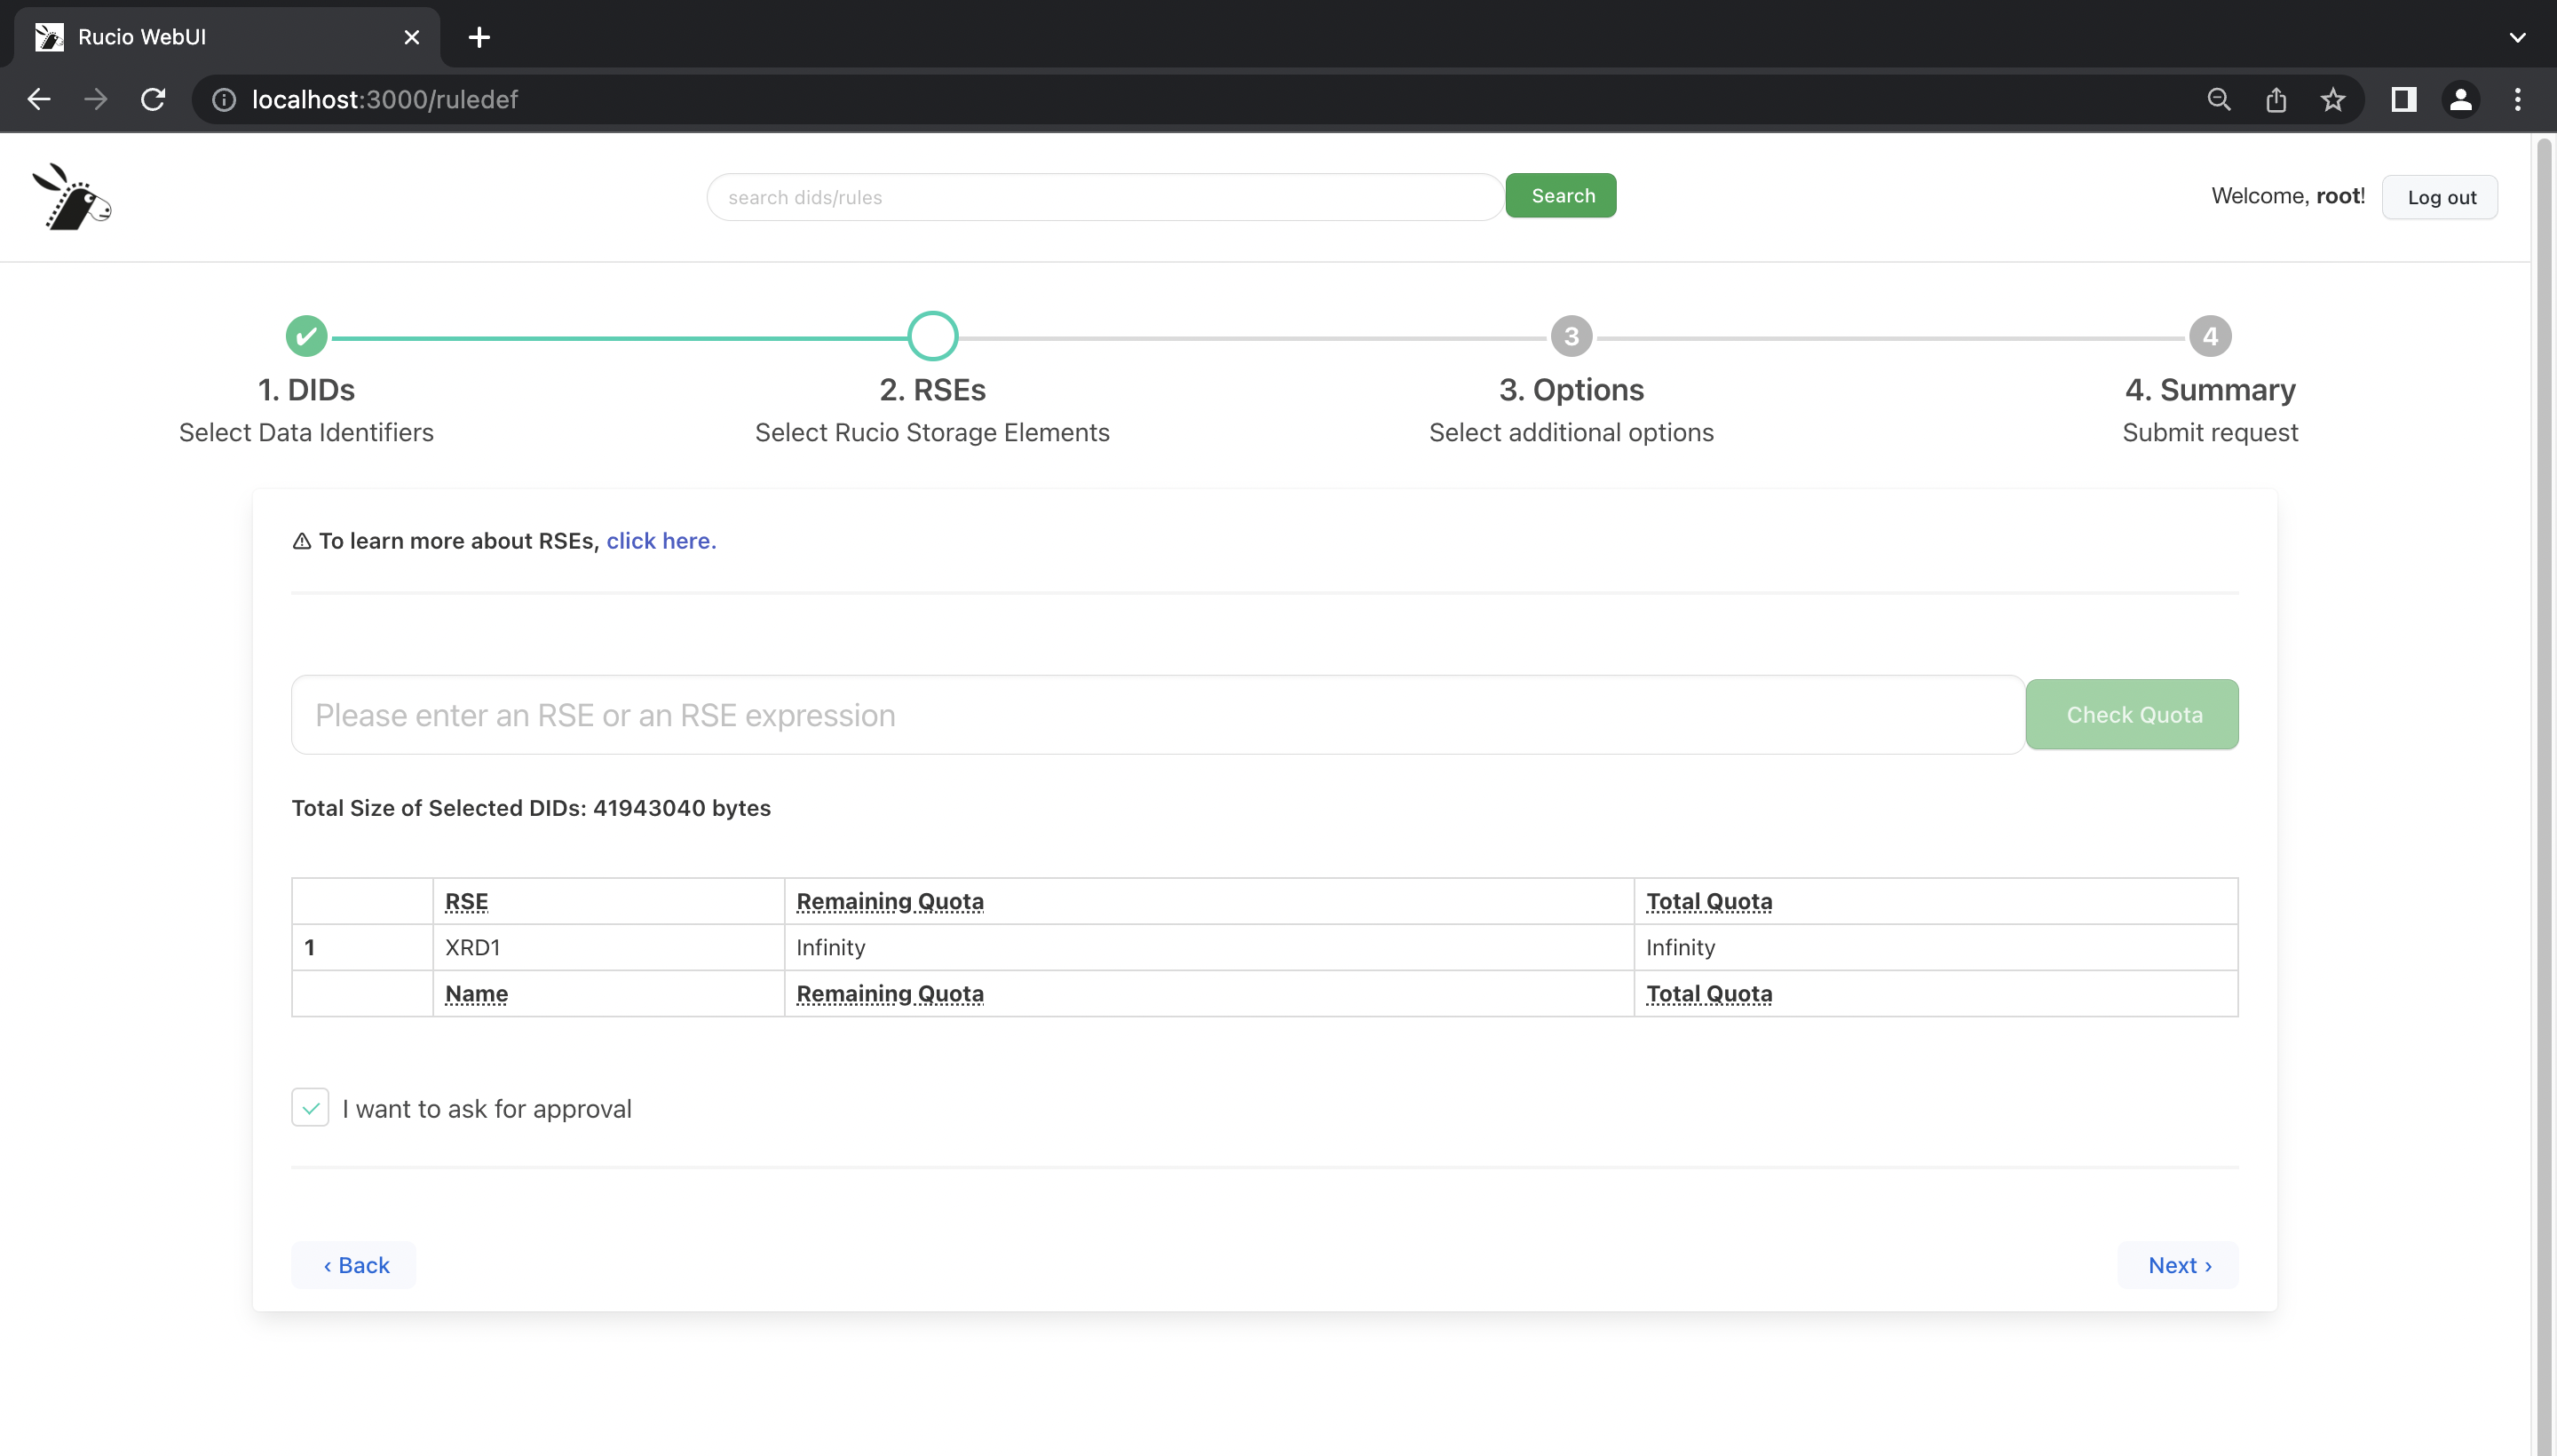 Rucio WebUI
localhost:3000/ruledef
search dids/rules
Search
Welcome, root!
Log out
3
4
1. DIDs
2. RSEs
3. Options
4. Summary
Select Data Identifiers
Select Rucio Storage Elements
Select additional options
Submit request
To learn more about RSEs, click here.
Please enter an RSE or an RSE expression
Check Quota
Total Size of Selected DIDs: 41943040 bytes
RSE Remaining Quota Total Quota
1 XRD1 Infinity Infinity
Name Remaining Quota Total Quota
I want to ask for approval
‹ Back
Next ›